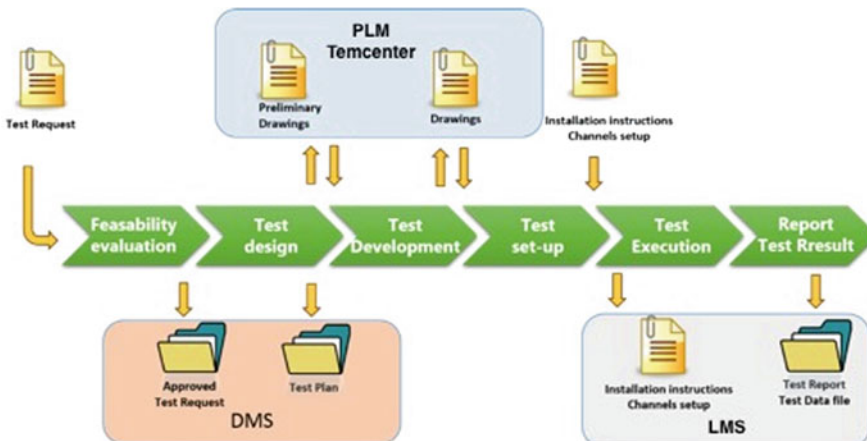 PLM
Temcenter
Test Request
Preliminary
Drawings
Drawings
Installation instructions
Channels setup
Feasability
evaluation
Test
design
Test
Development
Test
set-up
Test
Execution
Report
Test Rresult
Approved
Test Request
Test Plan
DMS
Installation instructions
Channels setup
Test Report
Test Data file
LMS